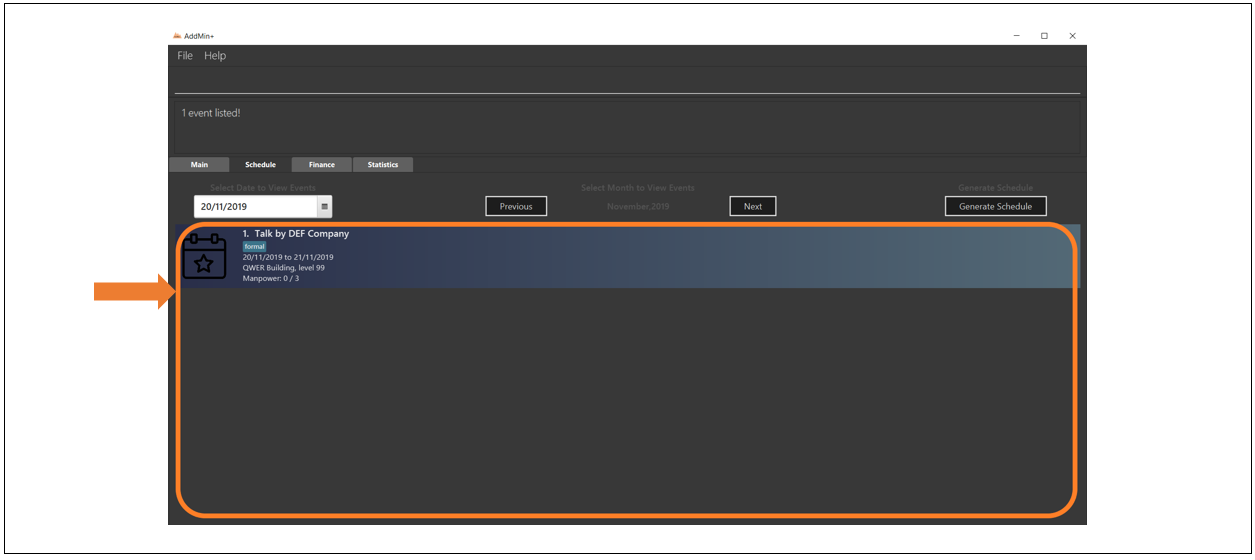 AddMin+
File Help
1 event listed!
Main Schedule Finance Statistics
Select Date to View Events Select Month to View Events Generate Schedule
20/11/2019 Previous November,2019 Next Generate Schedule
1. Talk by DEF Company
formal
20/11/2019 to 21/11/2019
QWER Building, level 99
Manpower: 0 / 3